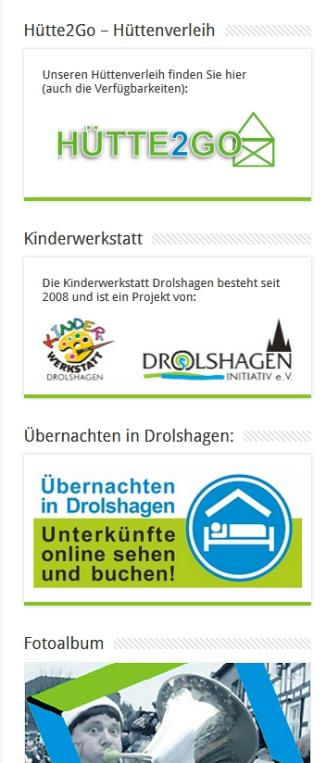 Hütte2Go – Hüttenverleih
Unseren Hüttenverleih finden Sie hier
(auch die Verfügbarkeiten):
HÜTTE2GO
Kinderwerkstatt
Die Kinderwerkstatt Drolshagen besteht seit
2008 und ist ein Projekt von:
KINDER
WERKSTATT
DROLSHAGEN
DROLSHAGEN
INITIATIV e.V.
Übernachten in Drolshagen:
Übernachten
in Drolshagen
Unterkünfte
online sehen
und buchen!
Fotoalbum